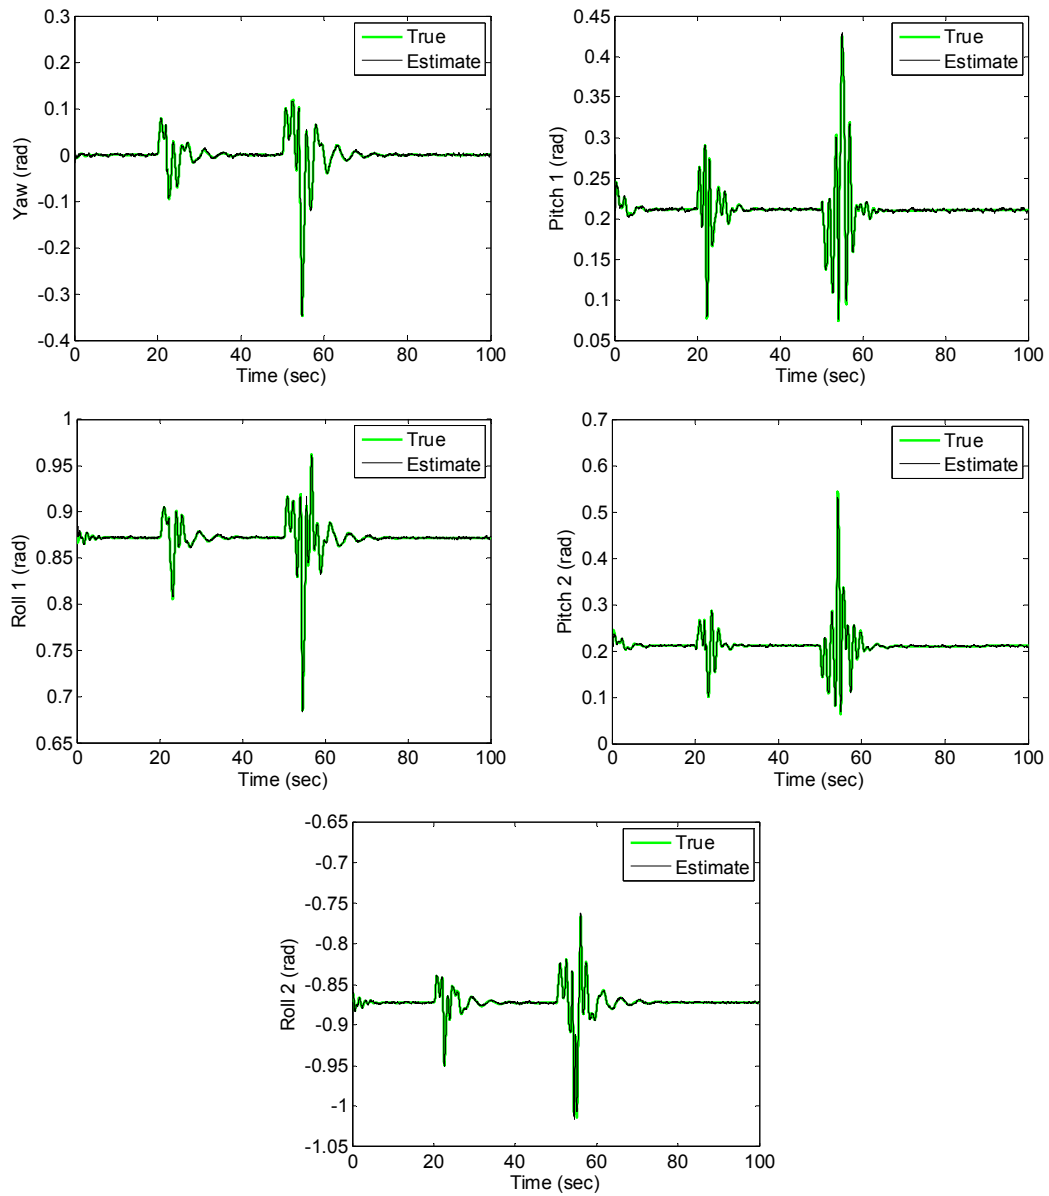 0.3
0.2
0.1
0
-0.1
-0.2
-0.3
-0.4
Yaw (rad)
0 20 40 60 80 100
Time (sec)
True
Estimate
0.45
0.4
0.35
0.3
0.25
0.2
0.15
0.1
0.05
Pitch 1 (rad)
0 20 40 60 80 100
Time (sec)
True
Estimate
1
0.95
0.9
0.85
0.8
0.75
0.7
0.65
Roll 1 (rad)
0 20 40 60 80 100
Time (sec)
True
Estimate
0.7
0.6
0.5
0.4
0.3
0.2
0.1
0
Pitch 2 (rad)
0 20 40 60 80 100
Time (sec)
True
Estimate
-0.65
-0.7
-0.75
-0.8
-0.85
-0.9
-0.95
-1
-1.05
Roll 2 (rad)
0 20 40 60 80 100
Time (sec)
True
Estimate